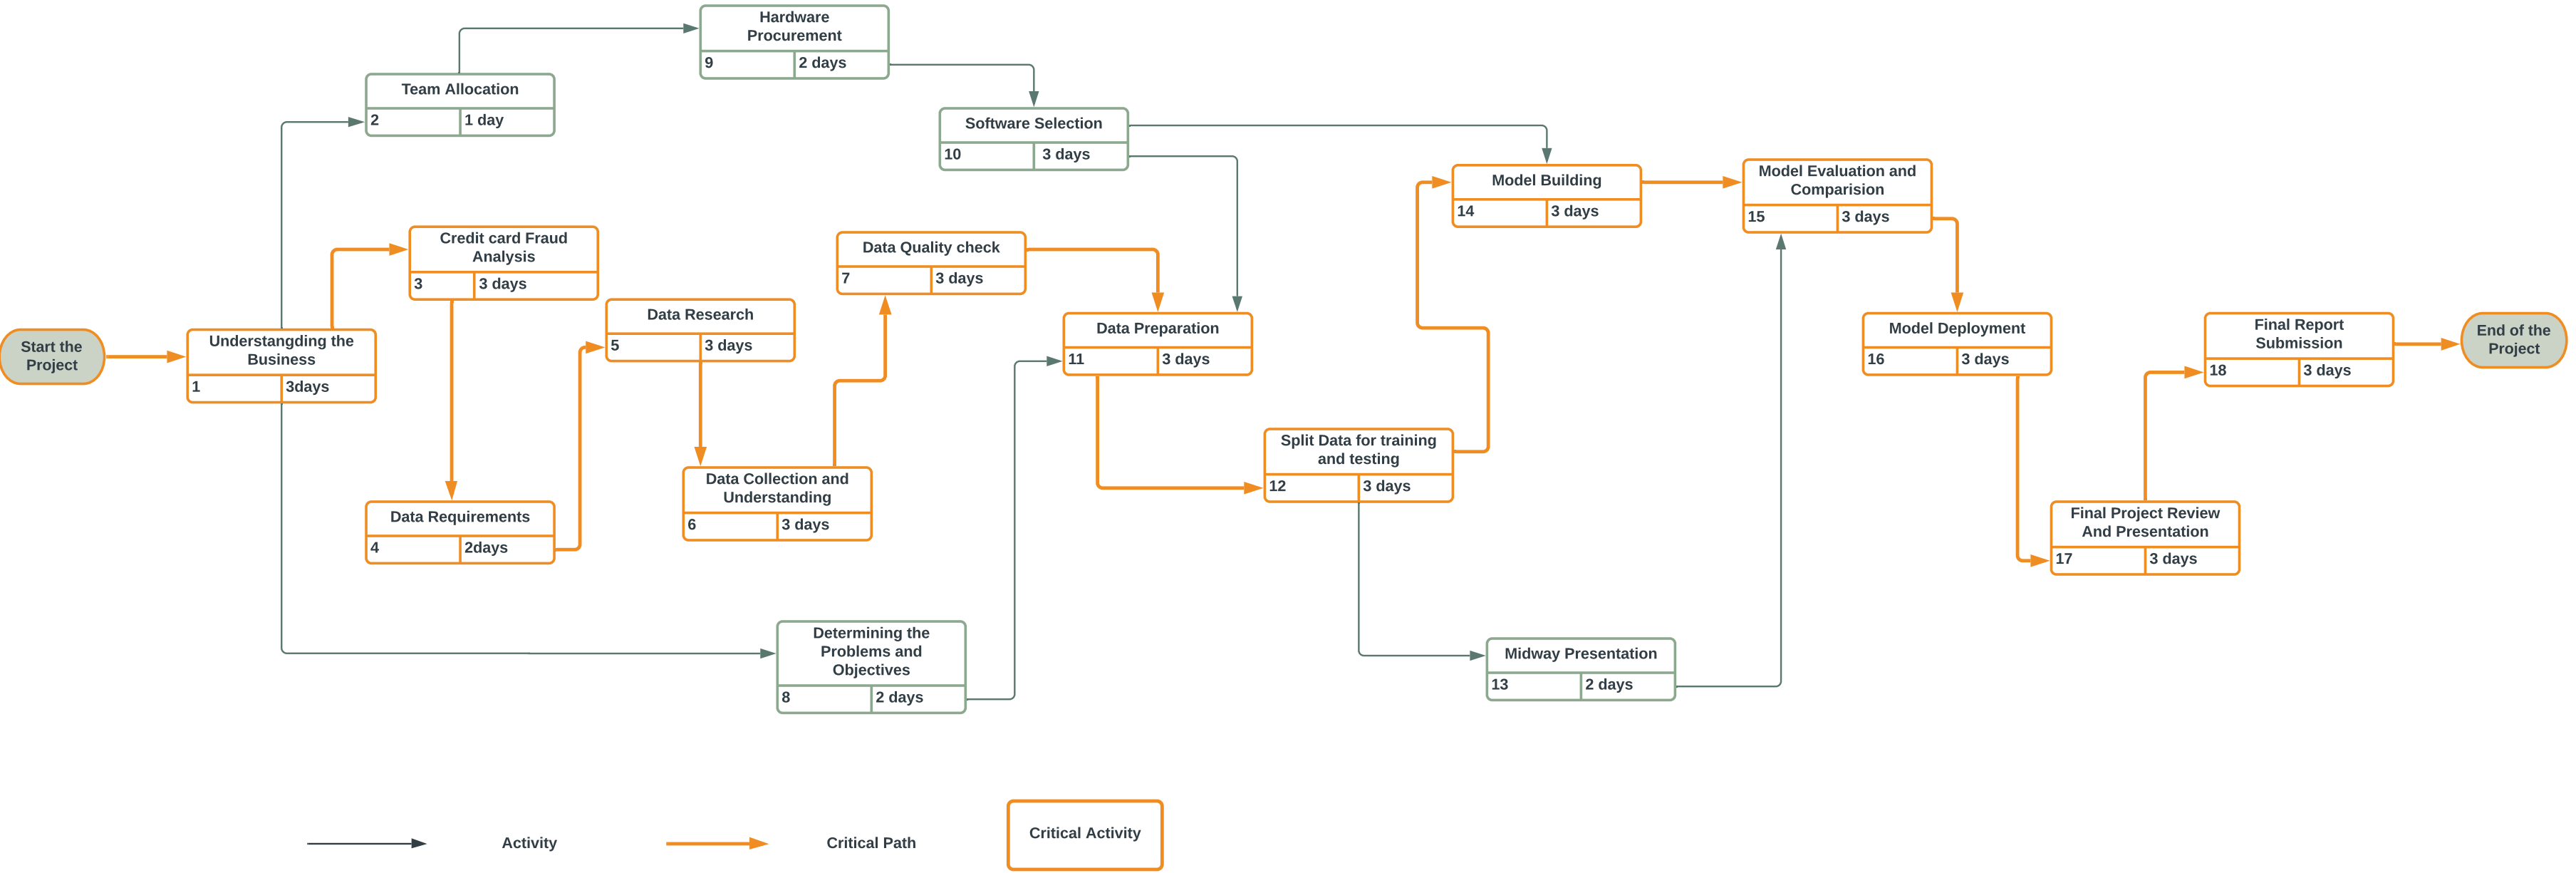 Hardware
Procurement
9
2 days
Team Allocation
2
1 day
Software Selection
10
3 days
Model Building
14
3 days
Model Evaluation and
Comparision
15
3 days
Credit card Fraud
Analysis
3
3 days
Data Quality check
7
3 days
Data Research
5
3 days
Data Preparation
11
3 days
Start the
Project
Understangding the
Business
1
3days
Model Deployment
16
3 days
Final Report
Submission
18
3 days
End of the
Project
Split Data for training
and testing
12
3 days
Data Collection and
Understanding
6
3 days
Data Requirements
4
2days
Final Project Review
And Presentation
17
3 days
Determining the
Problems and
Objectives
8
2 days
Midway Presentation
13
2 days
Activity
Critical Path
Critical Activity